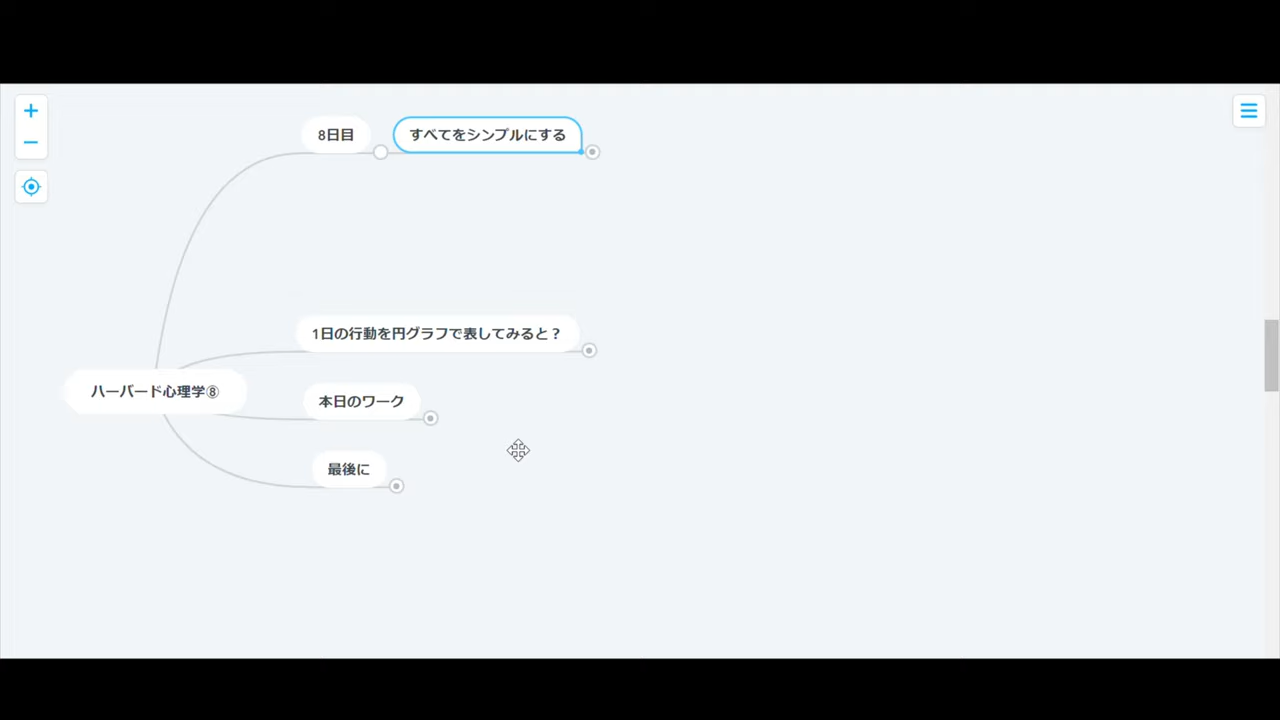 8日目
すべてをシンプルにする
1日の行動を円グラフで表してみると？
ハーバード心理学⑧
本日のワーク
最後に